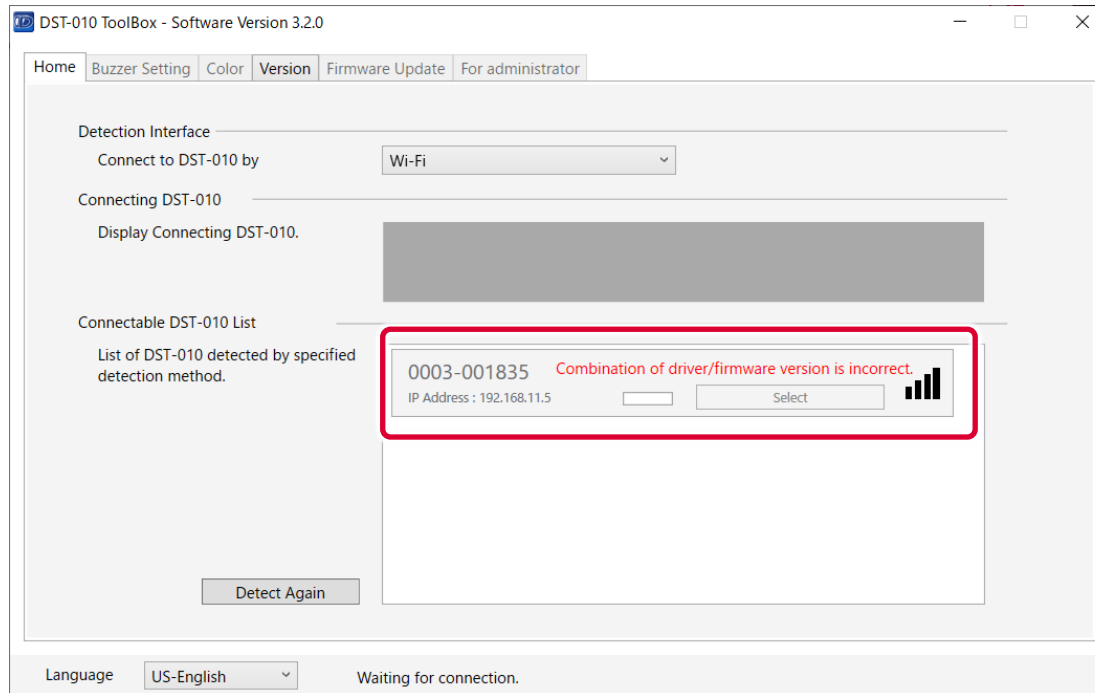 DST-010 ToolBox - Software Version 3.2.0
Home Buzzer Setting Color Version Firmware Update For administrator
Detection Interface
Connect to DST-010 by Wi-Fi
Connecting DST-010
Display Connecting DST-010.
Connectable DST-010 List
List of DST-010 detected by specified
detection method.
0003-001835 Combination of driver/firmware version is incorrect.
IP Address : 192.168.11.5 Select
Detect Again
Language US-English Waiting for connection.